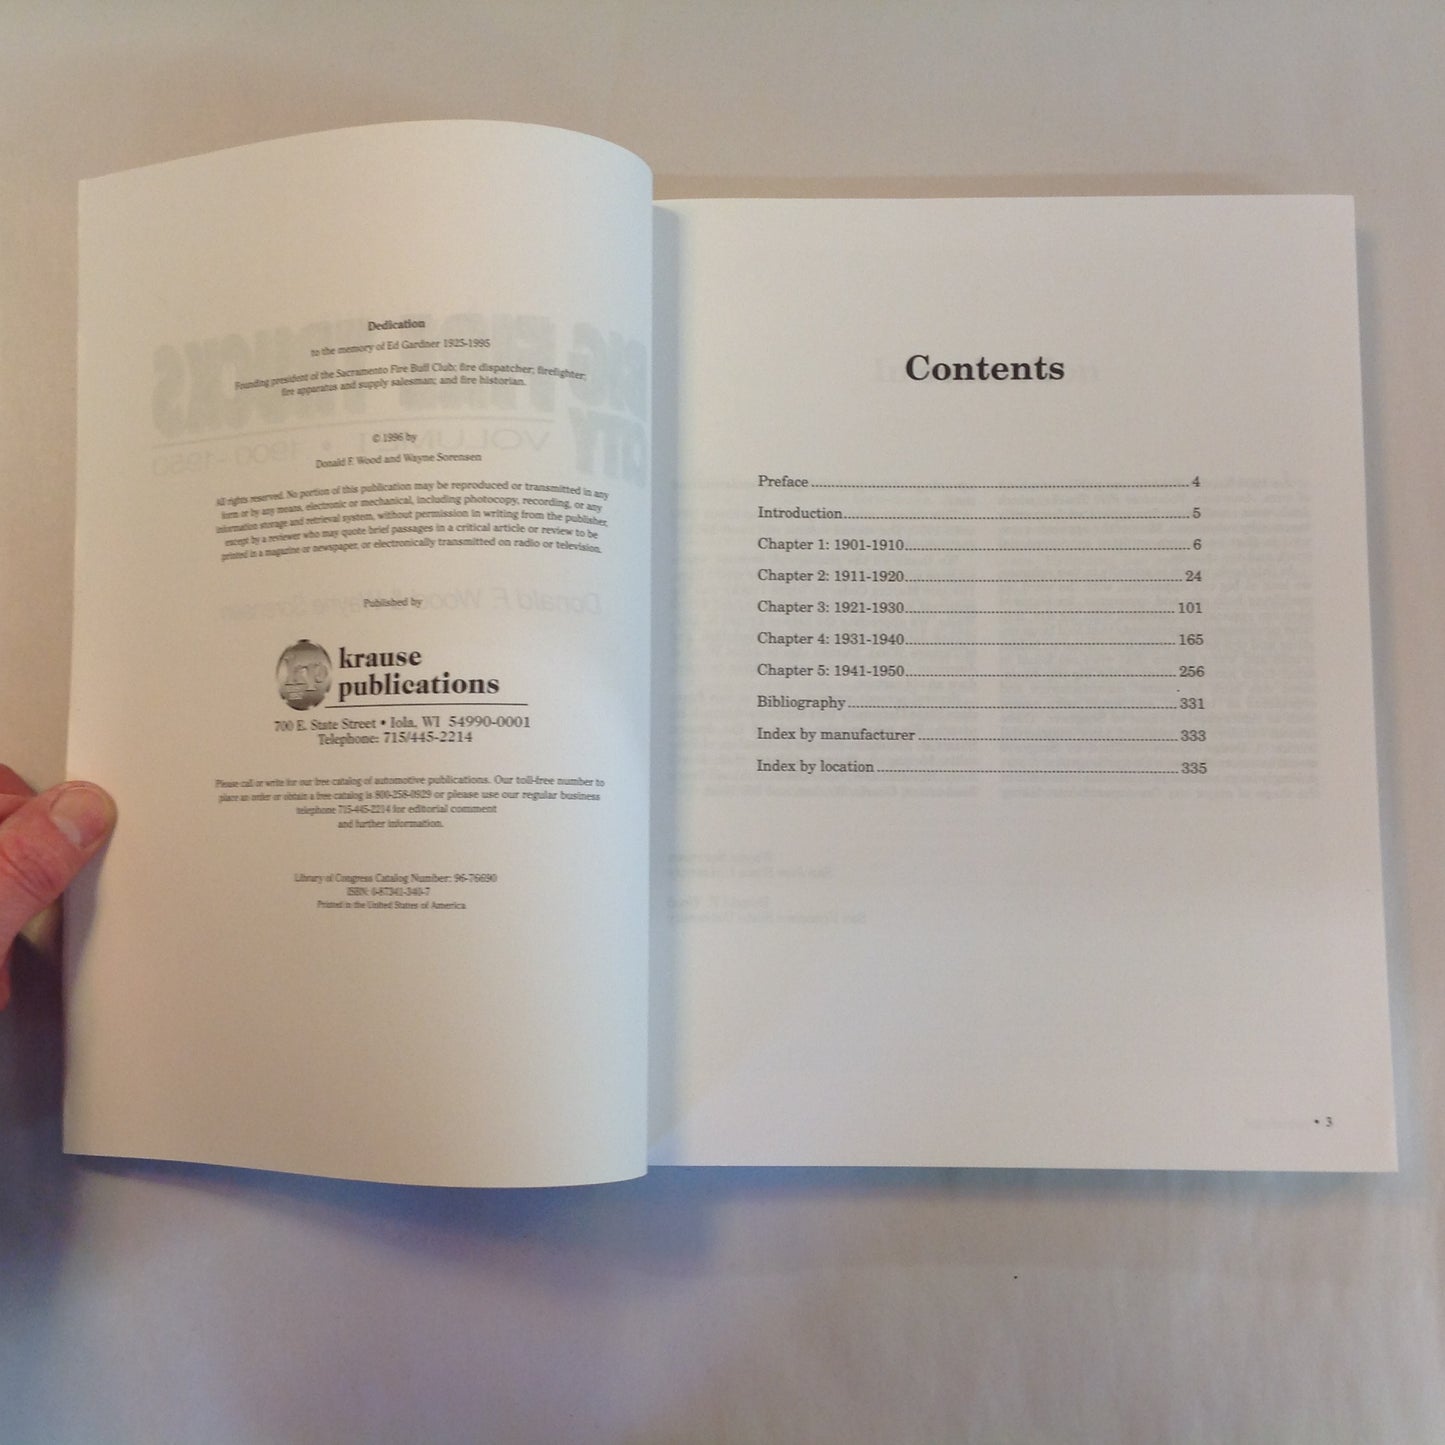 Dedication
to the memory of Ed Gardner 1925-1995
Founding president of the Sacramento Fire Buff Club; fire dispatcher; firefighter;
fire apparatus and supply salesman; and fire historian.
© 1996 by
Donald F. Wood and Wayne Sorensen
All rights reserved. No portion of this publication may be reproduced or transmitted in any
form or by any means, electronic or mechanical, including photocopy, recording, or any
information storage and retrieval system, without permission in writing from the publisher,
except by a reviewer who may quote brief passages in a critical article or review to be
printed in a magazine or newspaper, or electronically transmitted on radio or television.
Published by
krause
publications
700 E. State Street • Iola, WI 54990-0001
Telephone: 715/445-2214
Please call or write for our free catalog of automotive publications. Our toll-free number to
place an order or obtain a free catalog is 800-258-0929 or please use our regular business
telephone 715-445-2214 for editorial comment
and further information.
Library of Congress Catalog Number: 96-76690
ISBN: 0-87341-340-7
Printed in the United States of America
Contents
Preface 4
Introduction 5
Chapter 1: 1901-1910 6
Chapter 2: 1911-1920 24
Chapter 3: 1921-1930 101
Chapter 4: 1931-1940 165
Chapter 5: 1941-1950 256
Bibliography 331
Index by manufacturer 333
Index by location 335
• 3